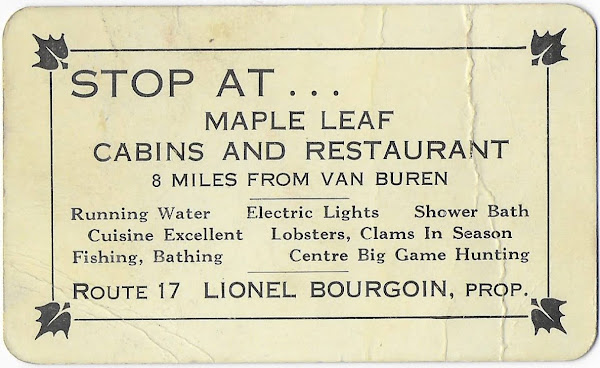 STOP AT...
MAPLE LEAF
CABINS AND RESTAURANT
8 MILES FROM VAN BUREN
Running Water Electric Lights Shower Bath
Cuisine Excellent Lobsters, Clams In Season
Fishing, Bathing Centre Big Game Hunting
ROUTE 17 LIONEL BOURGOIN, PROP.